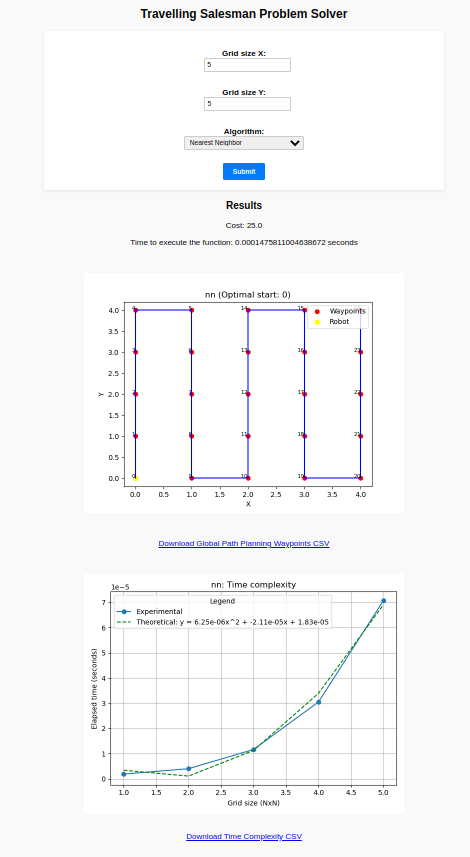 Travelling Salesman Problem Solver
Grid size X:
5
Grid size Y:
5
Algorithm:
Nearest Neighbor
Submit
Results
Cost: 25.0
Time to execute the function: 0.0001475811004638672 seconds
nn (Optimal start: 0)
Waypoints
Robot
4.0
3.5
3.0
2.5
2.0
1.5
1.0
0.5
0.0
Y
4 5 14 15
3 6 13 16 23
2 7 12 17 22
1 8 11 18 21
0 9 10 19 20
0.0 0.5 1.0 1.5 2.0 2.5 3.0 3.5 4.0
X
Download Global Path Planning Waypoints CSV
nn: Time complexity
1e−5
Legend
Experimental
Theoretical: y = 6.25e-06x^2 + -2.11e-05x + 1.83e-05
7
6
5
4
3
2
1
0
Elapsed time (seconds)
1.0 1.5 2.0 2.5 3.0 3.5 4.0 4.5 5.0
Grid size (NxN)
Download Time Complexity CSV